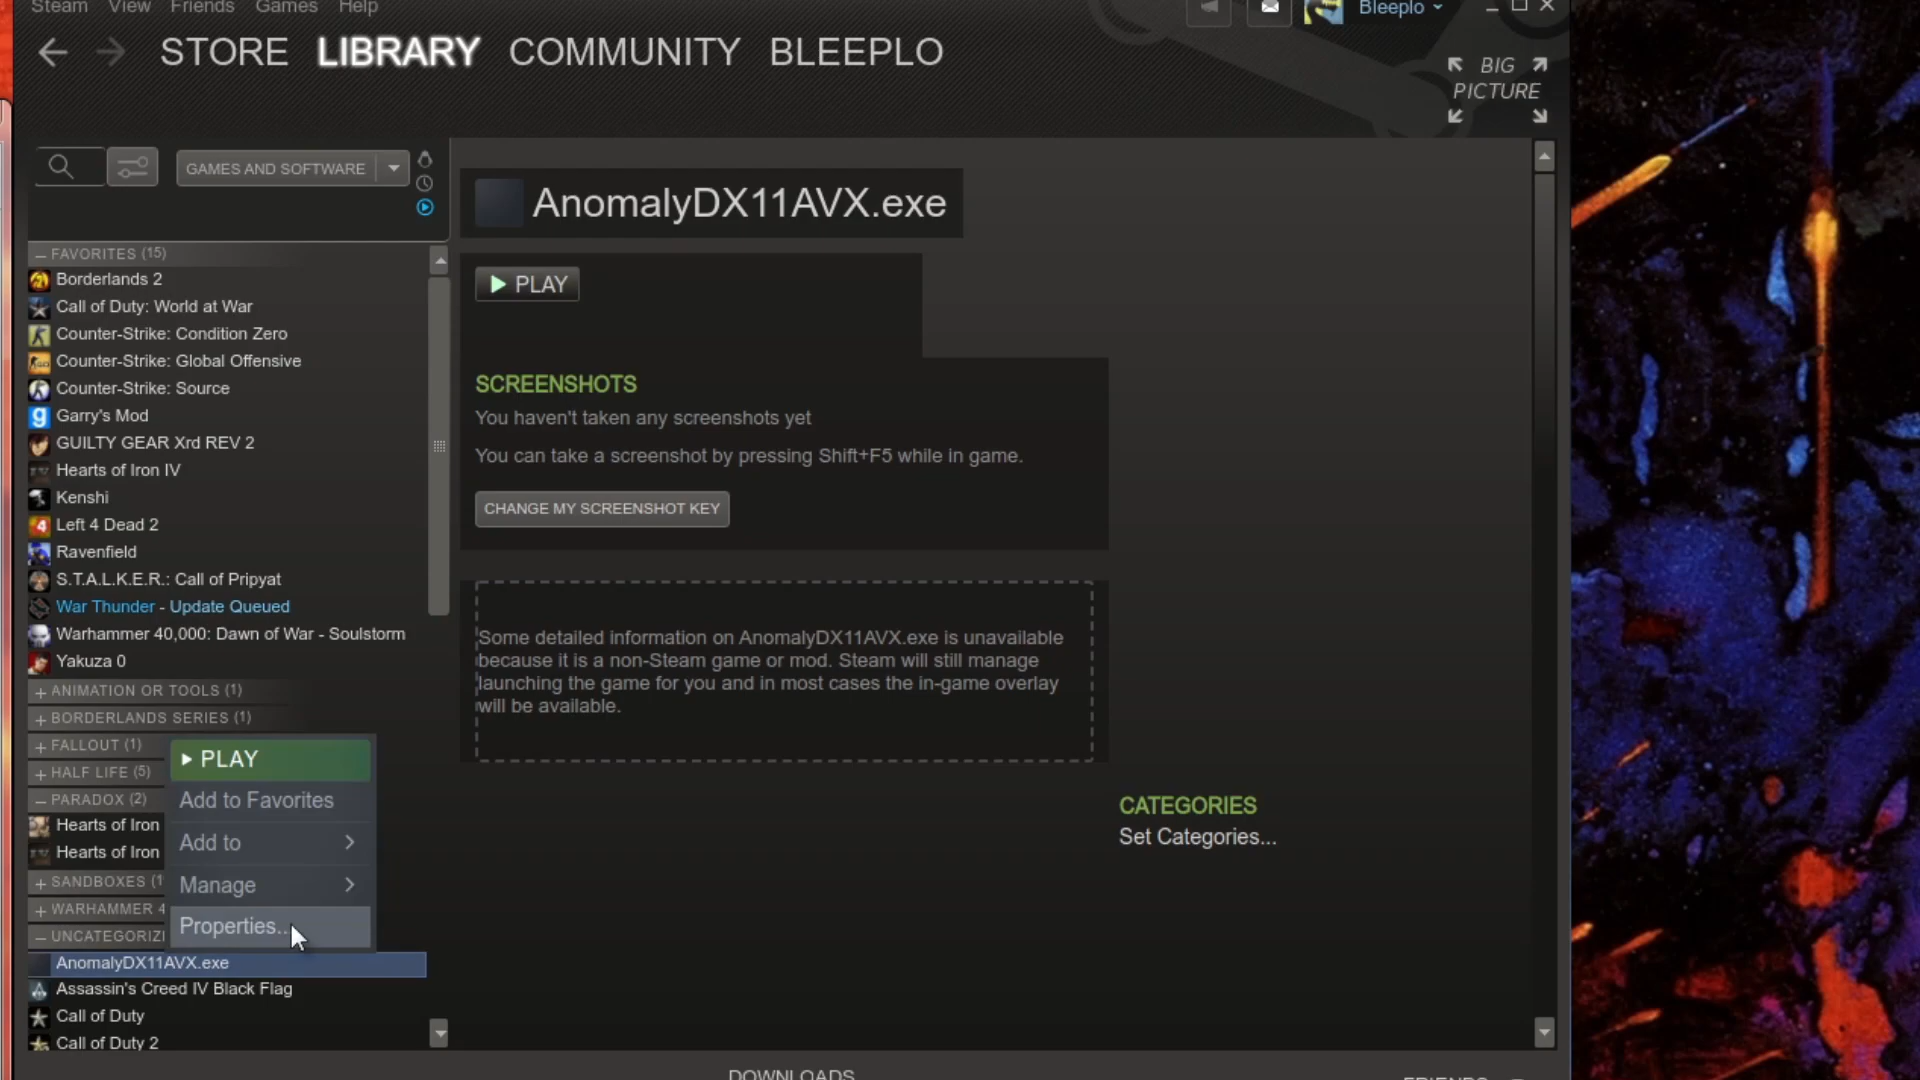 Steam View Friends Games Help
Bleeplo
STORE LIBRARY COMMUNITY BLEEPLO
BIG
PICTURE
GAMES AND SOFTWARE
AnomalyDX11AVX.exe
PLAY
SCREENSHOTS
You haven't taken any screenshots yet
You can take a screenshot by pressing Shift+F5 while in game.
CHANGE MY SCREENSHOT KEY
Some detailed information on AnomalyDX11AVX.exe is unavailable
because it is a non-Steam game or mod. Steam will still manage
launching the game for you and in most cases the in-game overlay
will be available.
CATEGORIES
Set Categories...
FAVORITES (15)
Borderlands 2
Call of Duty: World at War
Counter-Strike: Condition Zero
Counter-Strike: Global Offensive
Counter-Strike: Source
Garry's Mod
GUILTY GEAR Xrd REV 2
Hearts of Iron IV
Kenshi
Left 4 Dead 2
Ravenfield
S.T.A.L.K.E.R.: Call of Pripyat
War Thunder - Update Queued
Warhammer 40,000: Dawn of War - Soulstorm
Yakuza 0
ANIMATION OR TOOLS (1)
BORDERLANDS SERIES (1)
FALLOUT (1)
HALF LIFE (5)
PARADOX (2)
Hearts of Iron
Hearts of Iron
SANDBOXES (1
WARHAMMER 4
UNCATEGORIZ
PLAY
Add to Favorites
Add to
Manage
Properties...
AnomalyDX11AVX.exe
Assassin's Creed IV Black Flag
Call of Duty
Call of Duty 2
DOWNLOADS
FRIENDS